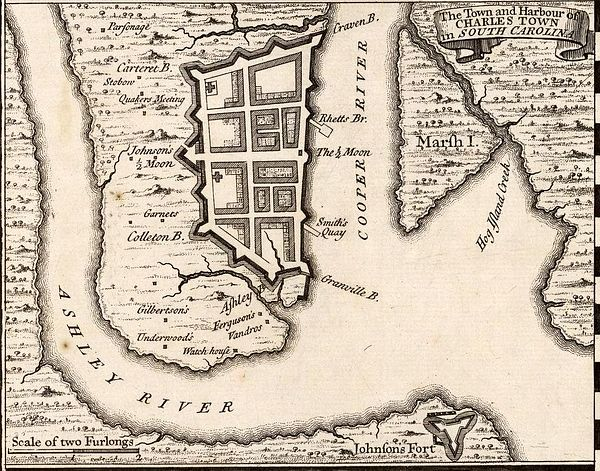 The Town and Harbour of
CHARLES TOWN
in SOUTH CAROLINA
Parsonage
Craven B.
Carteret B.
Stobow
Quakers Meeting
Rhetts Br.
Johnson's
½ Moon
The ½ Moon
Marsh I.
COOPER RIVER
Hog Island Creek
Garnets
Colleton B.
Smith's
Quay
Granville B.
Ashley
Gilbertson's
Ferguson's
Underwoods
Vandros
Watch house
ASHLEY RIVER
Scale of two Furlongs
Johnsons Fort